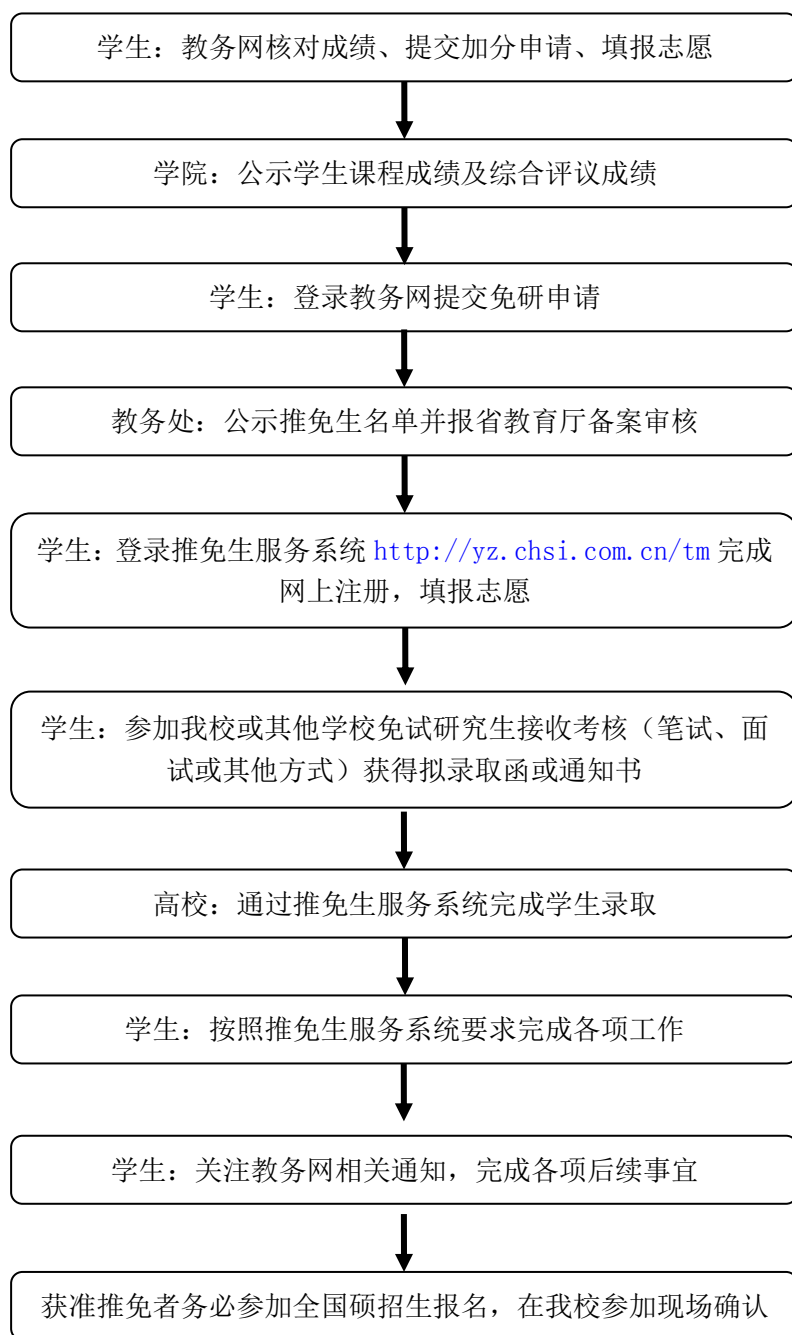 学生：教务网核对成绩、提交加分申请、填报志愿
学院：公示学生课程成绩及综合评议成绩
学生：登录教务网提交免研申请
教务处：公示推免生名单并报省教育厅备案审核
学生：登录推免生服务系统 http://yz.chsi.com.cn/tm 完成
网上注册，填报志愿
学生：参加我校或其他学校免试研究生接收考核（笔试、面
试或其他方式）获得拟录取函或通知书
高校：通过推免生服务系统完成学生录取
学生：按照推免生服务系统要求完成各项工作
学生：关注教务网相关通知，完成各项后续事宜
获准推免者务必参加全国硕招生报名，在我校参加现场确认